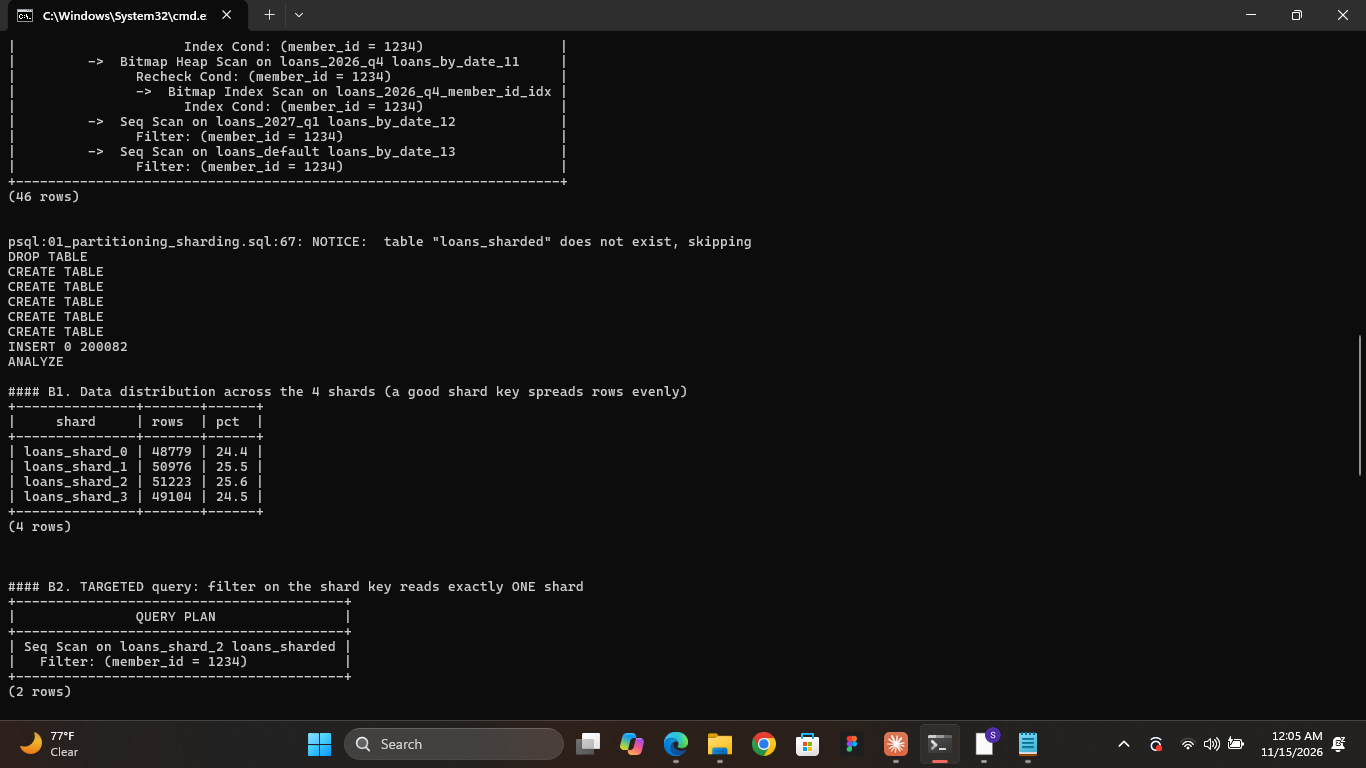 C:\Windows\System32\cmd.e
|                     Index Cond: (member_id = 1234)                 |
|         ->  Bitmap Heap Scan on loans_2026_q4 loans_by_date_11     |
|               Recheck Cond: (member_id = 1234)                     |
|               ->  Bitmap Index Scan on loans_2026_q4_member_id_idx |
|                     Index Cond: (member_id = 1234)                 |
|         ->  Seq Scan on loans_2027_q1 loans_by_date_12             |
|               Filter: (member_id = 1234)                           |
|         ->  Seq Scan on loans_default loans_by_date_13             |
|               Filter: (member_id = 1234)                           |
+--------------------------------------------------------------------+
(46 rows)
psql:01_partitioning_sharding.sql:67: NOTICE:  table "loans_sharded" does not exist, skipping
DROP TABLE
CREATE TABLE
CREATE TABLE
CREATE TABLE
CREATE TABLE
CREATE TABLE
INSERT 0 200082
ANALYZE
#### B1. Data distribution across the 4 shards (a good shard key spreads rows evenly)
+---------------+-------+------+
|     shard     | rows  | pct  |
+---------------+-------+------+
| loans_shard_0 | 48779 | 24.4 |
| loans_shard_1 | 50976 | 25.5 |
| loans_shard_2 | 51223 | 25.6 |
| loans_shard_3 | 49104 | 24.5 |
+---------------+-------+------+
(4 rows)
#### B2. TARGETED query: filter on the shard key reads exactly ONE shard
+-----------------------------------------+
|               QUERY PLAN                |
+-----------------------------------------+
| Seq Scan on loans_shard_2 loans_sharded |
|   Filter: (member_id = 1234)            |
+-----------------------------------------+
(2 rows)
77°F
Clear
Search
S
12:05 AM
11/15/2026